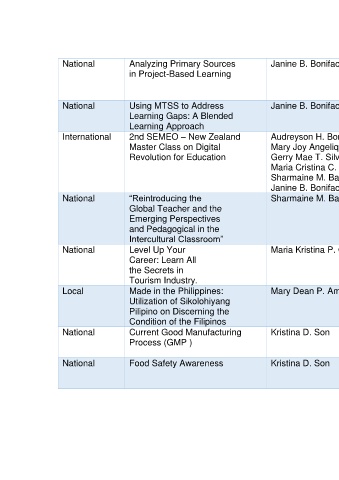 National Analyzing Primary Sources Janine B. Bonifac
in Project-Based Learning
National Using MTSS to Address Janine B. Bonifac
Learning Gaps: A Blended
Learning Approach
International 2nd SEMEO – New Zealand Audreyson H. Bo
Master Class on Digital Mary Joy Angeliq
Revolution for Education Gerry Mae T. Silv
Maria Cristina C.
Sharmaine M. Ba
Janine B. Bonifac
National “Reintroducing the Sharmaine M. Ba
Global Teacher and the
Emerging Perspectives
and Pedagogical in the
Intercultural Classroom”
National Level Up Your Maria Kristina P.
Career: Learn All
the Secrets in
Tourism Industry.
Local Made in the Philippines: Mary Dean P. Am
Utilization of Sikolohiyang
Pilipino on Discerning the
Condition of the Filipinos
National Current Good Manufacturing Kristina D. Son
Process (GMP )
National Food Safety Awareness Kristina D. Son